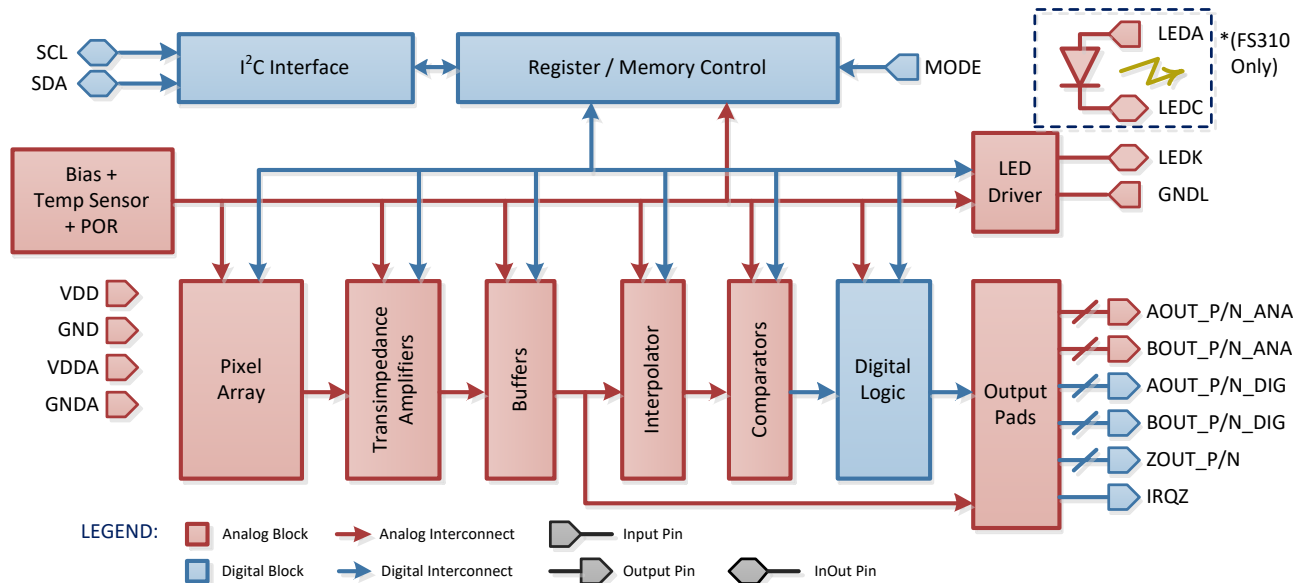 SCL
SDA
I²C Interface
Register / Memory Control
MODE
LEDA
LEDC
*(FS310
Only)
Bias +
Temp Sensor
+ POR
LED
Driver
LEDK
GNDL
VDD
GND
VDDA
GNDA
Pixel
Array
Transimpedance
Amplifiers
Buffers
Interpolator
Comparators
Digital
Logic
Output
Pads
AOUT_P/N_ANA
BOUT_P/N_ANA
AOUT_P/N_DIG
BOUT_P/N_DIG
ZOUT_P/N
IRQZ
LEGEND:
Analog Block
Analog Interconnect
Input Pin
Digital Block
Digital Interconnect
Output Pin
InOut Pin